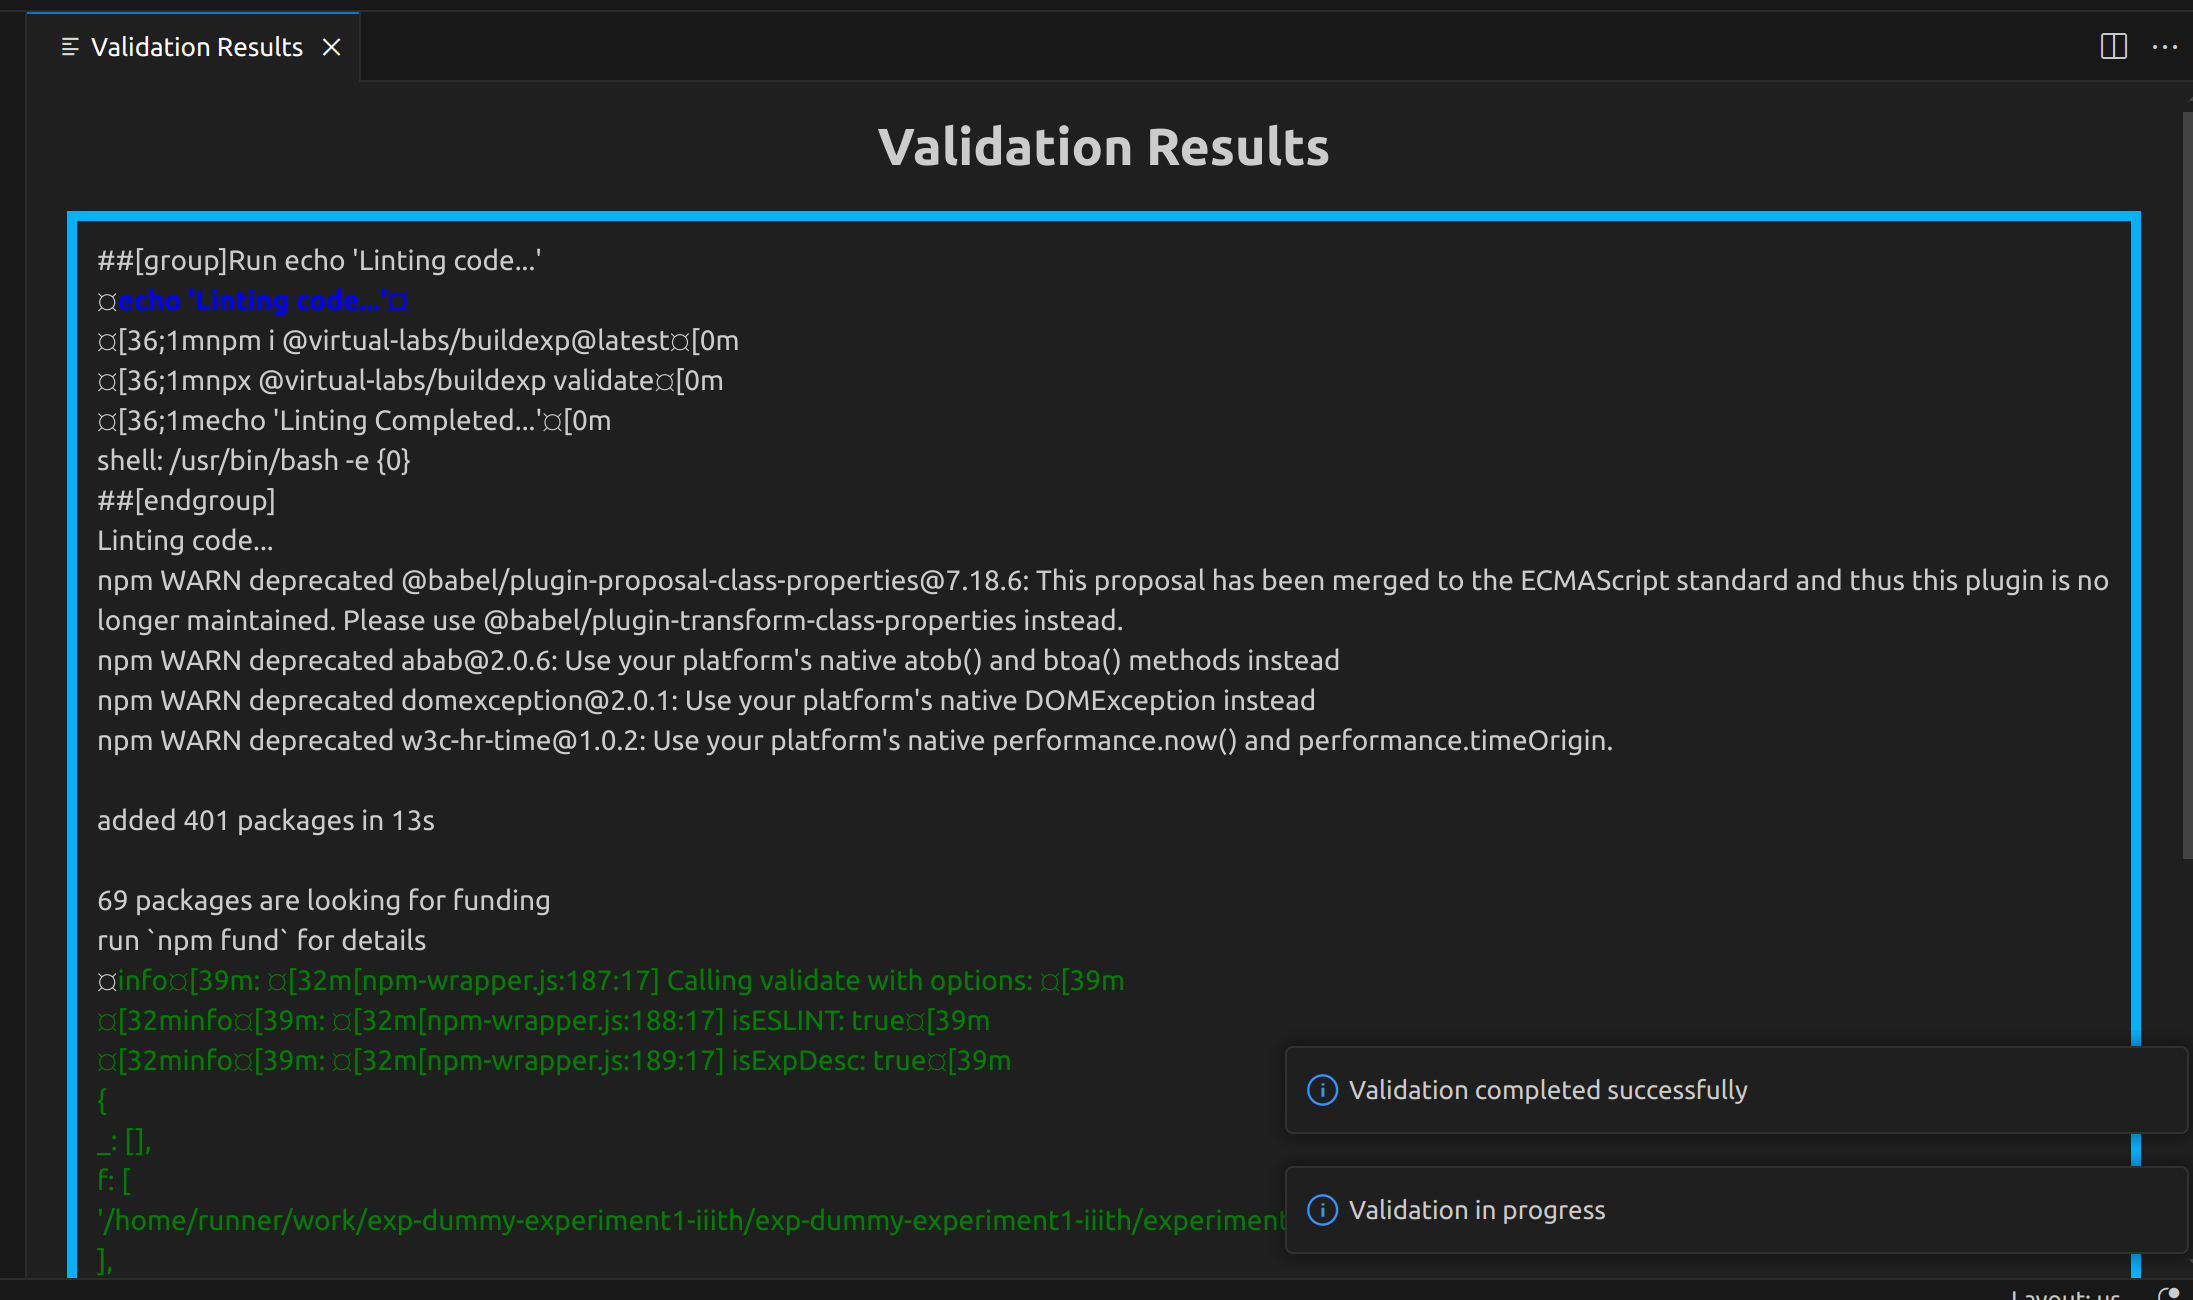 Validation Results
Validation Results
##[group]Run echo 'Linting code...'
¤echo 'Linting code...'¤
¤[36;1mnpm i @virtual-labs/buildexp@latest¤[0m
¤[36;1mnpx @virtual-labs/buildexp validate¤[0m
¤[36;1mecho 'Linting Completed...'¤[0m
shell: /usr/bin/bash -e {0}
##[endgroup]
Linting code...
npm WARN deprecated @babel/plugin-proposal-class-properties@7.18.6: This proposal has been merged to the ECMAScript standard and thus this plugin is no
longer maintained. Please use @babel/plugin-transform-class-properties instead.
npm WARN deprecated abab@2.0.6: Use your platform's native atob() and btoa() methods instead
npm WARN deprecated domexception@2.0.1: Use your platform's native DOMException instead
npm WARN deprecated w3c-hr-time@1.0.2: Use your platform's native performance.now() and performance.timeOrigin.
added 401 packages in 13s
69 packages are looking for funding
run `npm fund` for details
¤info¤[39m: ¤[32m[npm-wrapper.js:187:17] Calling validate with options: ¤[39m
¤[32minfo¤[39m: ¤[32m[npm-wrapper.js:188:17] isESLINT: true¤[39m
¤[32minfo¤[39m: ¤[32m[npm-wrapper.js:189:17] isExpDesc: true¤[39m
{
_: [],
f: [
'/home/runner/work/exp-dummy-experiment1-iiith/exp-dummy-experiment1-iiith/experiment
],
Validation completed successfully
Validation in progress
Layout: us